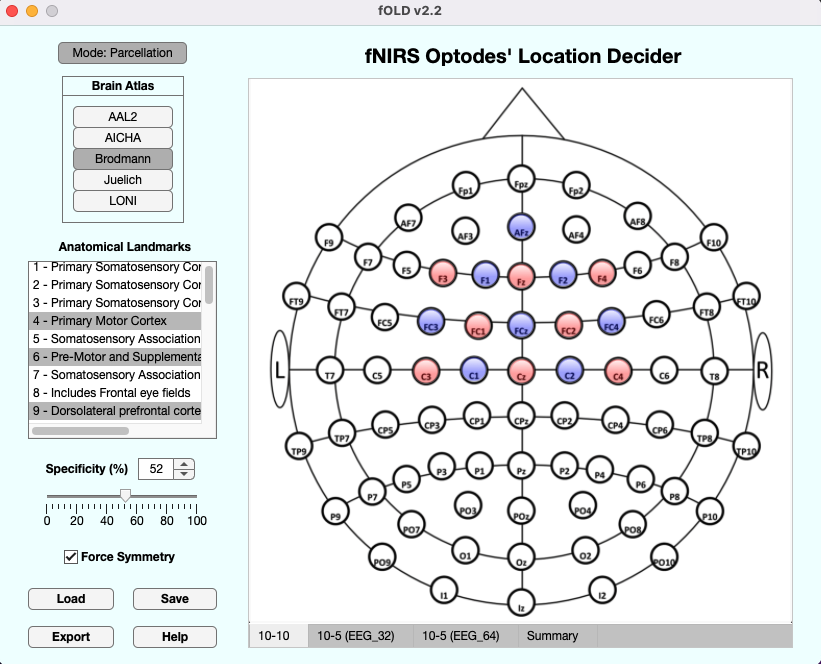 fOLD v2.2
Mode: Parcellation
fNIRS Optodes' Location Decider
Brain Atlas
AAL2
AICHA
Brodmann
Juelich
LONI
Anatomical Landmarks
1 - Primary Somatosensory Cor
2 - Primary Somatosensory Cor
3 - Primary Somatosensory Cor
4 - Primary Motor Cortex
5 - Somatosensory Association
6 - Pre-Motor and Supplementa
7 - Somatosensory Association
8 - Includes Frontal eye fields
9 - Dorsolateral prefrontal corte
Specificity (%) 52
0 20 40 60 80 100
Force Symmetry
Load Save
Export Help
Fp1 Fpz Fp2
AF7 AF3 AFz AF4 AF8
F9 F7 F5 F3 F1 Fz F2 F4 F6 F8 F10
FT9 FT7 FC5 FC3 FC1 FCz FC2 FC4 FC6 FT8 FT10
L T7 C5 C3 C1 Cz C2 C4 C6 T8 R
TP9 TP7 CP5 CP3 CP1 CPz CP2 CP4 CP6 TP8 TP10
P9 P7 P5 P3 P1 Pz P2 P4 P6 P8 P10
PO9 PO7 PO3 POz PO4 PO8 PO10
O1 Oz O2
I1 Iz I2
10-10 10-5 (EEG_32) 10-5 (EEG_64) Summary